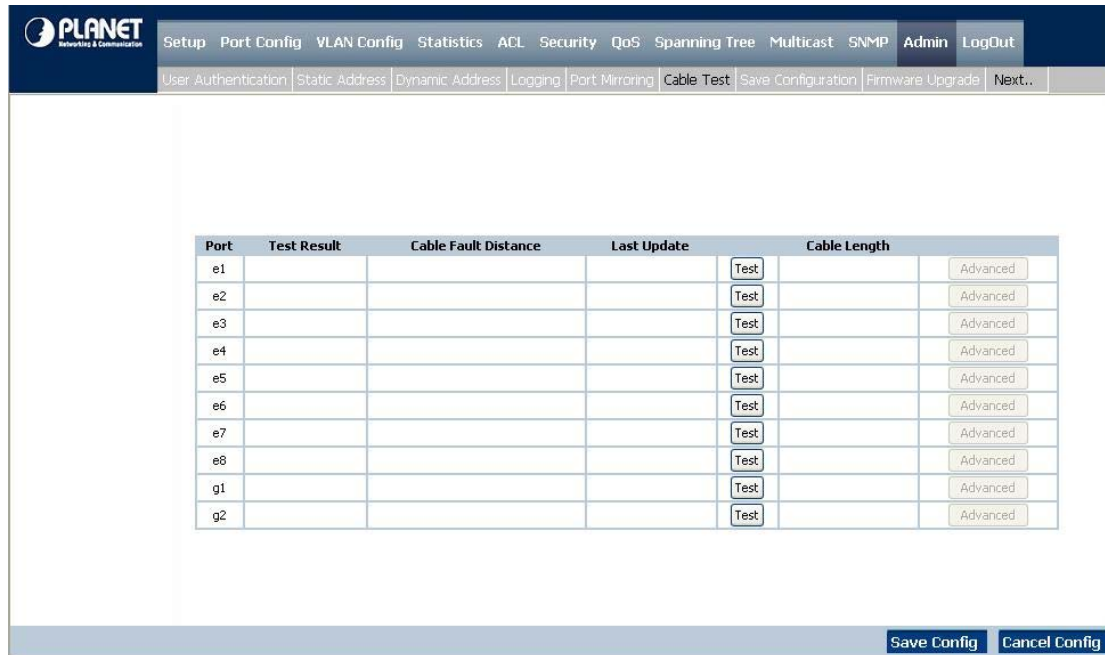 PLANET
Networking & Communication
Setup Port Config VLAN Config Statistics ACL Security QoS Spanning Tree Multicast SNMP Admin LogOut
User Authentication Static Address Dynamic Address Logging Port Mirroring Cable Test Save Configuration Firmware Upgrade Next..
Port Test Result Cable Fault Distance Last Update Cable Length
e1 Test Advanced
e2 Test Advanced
e3 Test Advanced
e4 Test Advanced
e5 Test Advanced
e6 Test Advanced
e7 Test Advanced
e8 Test Advanced
g1 Test Advanced
g2 Test Advanced
Save Config Cancel Config